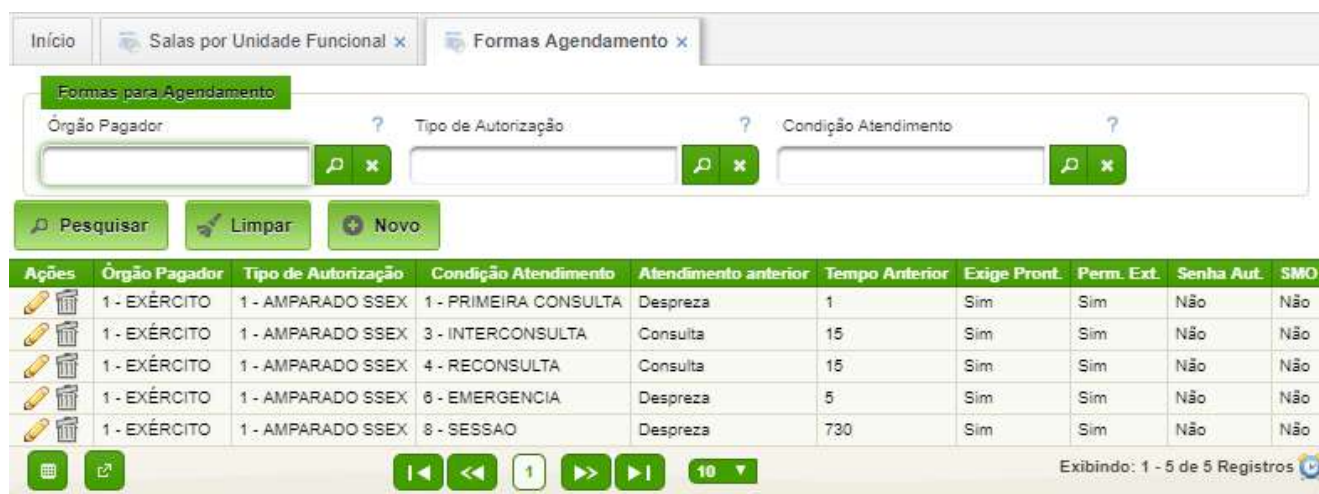 Início Salas por Unidade Funcional × Formas Agendamento ×
Formas para Agendamento
Órgão Pagador ? Tipo de Autorização ? Condição Atendimento ?
Pesquisar Limpar Novo
Ações Órgão Pagador Tipo de Autorização Condição Atendimento Atendimento anterior Tempo Anterior Exige Pront. Perm. Ext. Senha Aut. SMO
1 - EXÉRCITO 1 - AMPARADO SSEX 1 - PRIMEIRA CONSULTA Despreza 1 Sim Sim Não Não
1 - EXÉRCITO 1 - AMPARADO SSEX 3 - INTERCONSULTA Consulta 15 Sim Sim Não Não
1 - EXÉRCITO 1 - AMPARADO SSEX 4 - RECONSULTA Consulta 15 Sim Sim Não Não
1 - EXÉRCITO 1 - AMPARADO SSEX 6 - EMERGENCIA Despreza 5 Sim Sim Não Não
1 - EXÉRCITO 1 - AMPARADO SSEX 8 - SESSAO Despreza 730 Sim Sim Não Não
1 10 Exibindo: 1 - 5 de 5 Registros